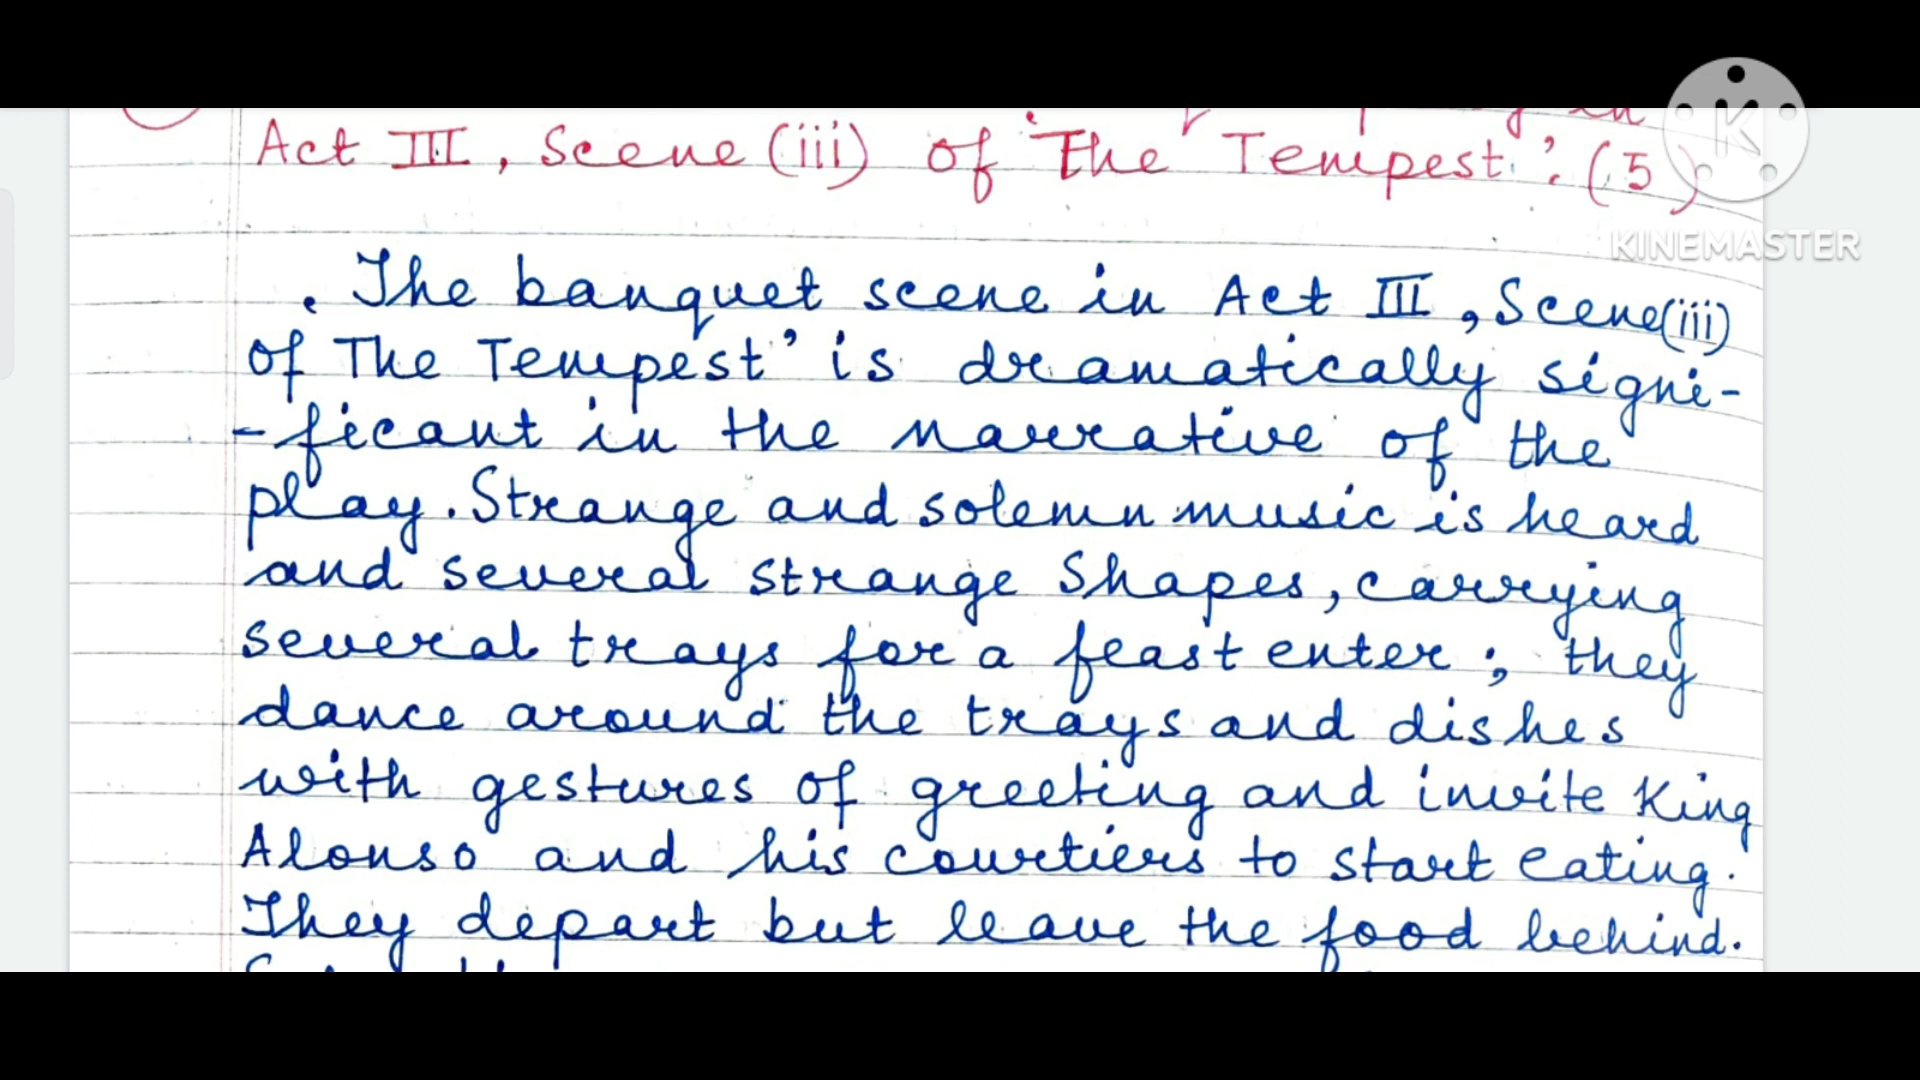 in
Act III, Scene (iii) of 'The Tempest'. (5)
KINEMASTER
. The banquet scene in Act III, Scene(iii)
of The Tempest' is dramatically signi-
-ficant in the narrative of the
play. Strange and solemn music is heard
and several strange Shapes, carrying
several trays for a feast enter; they
dance around the trays and dishes
with gestures of greeting and invite King
Alonso and his courtiers to start eating.
They depart but leave the food behind.